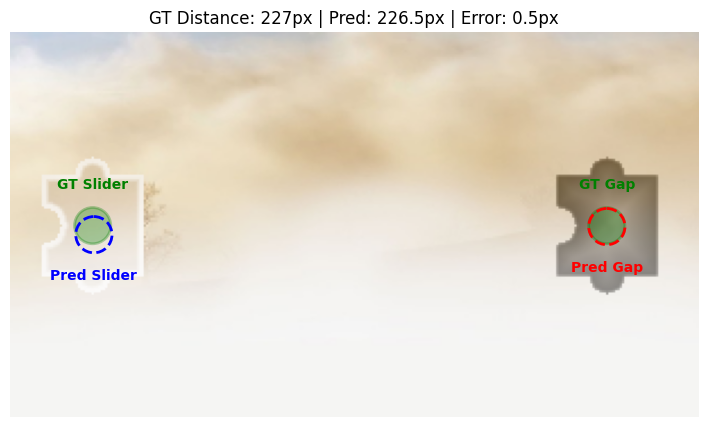 GT Distance: 227px | Pred: 226.5px | Error: 0.5px
GT Slider
GT Gap
Pred Slider
Pred Gap